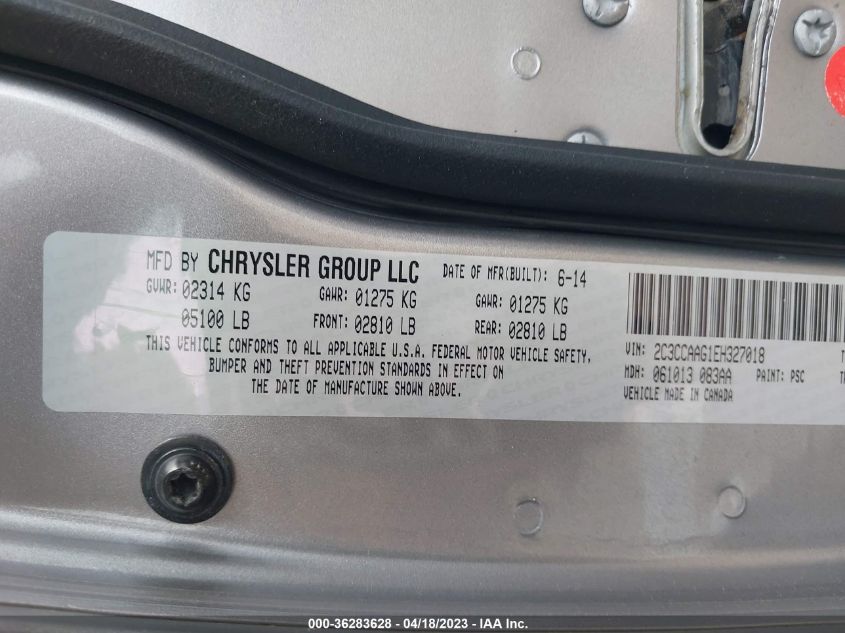 MFD BY CHRYSLER GROUP LLC DATE OF MFR(BUILT): 6-14
GVWR: 02314 KG GAWR: 01275 KG GAWR: 01275 KG
05100 LB FRONT: 02810 LB REAR: 02810 LB
THIS VEHICLE CONFORMS TO ALL APPLICABLE U.S.A. FEDERAL MOTOR VEHICLE SAFETY,
BUMPER AND THEFT PREVENTION STANDARDS IN EFFECT ON
THE DATE OF MANUFACTURE SHOWN ABOVE.
VIN: 2C3CCAAG1EH327018
MDH: 061013 083AA PAINT: PSC
VEHICLE MADE IN CANADA
000-36283628 - 04/18/2023 - IAA Inc.